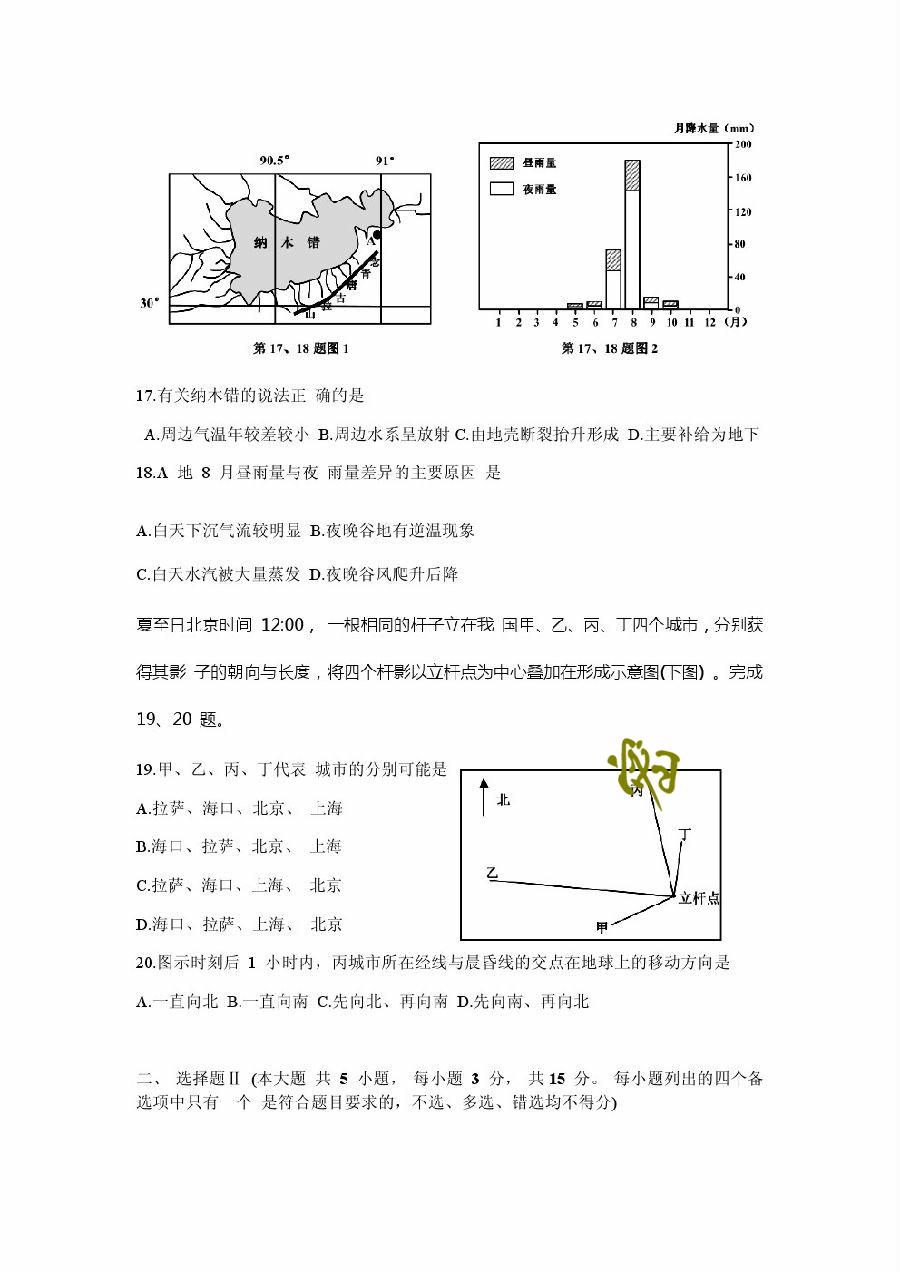 月降水量(mm)
90.5° 91°
昼雨量
夜雨量
200
160
120
80
40
0
纳 木 错
A
念
青
唐
古
拉
山
30°
1 2 3 4 5 6 7 8 9 10 11 12 (月)
第17、18题图1 第17、18题图2
17.有关纳木错的说法正 确的是
A.周边气温年较差较小 B.周边水系呈放射 C.由地壳断裂抬升形成 D.主要补给为地下
18.A 地 8 月昼雨量与夜 雨量差异的主要原因 是
A.白天下沉气流较明显 B.夜晚谷地有逆温现象
C.白天水汽被大量蒸发 D.夜晚谷风爬升后降
夏至日北京时间 12:00， 一根相同的杆子立在我 国甲、乙、丙、丁四个城市，分别获
得其影 子的朝向与长度，将四个杆影以立杆点为中心叠加在形成示意图(下图) 。完成
19、20 题。
19.甲、乙、丙、丁代表 城市的分别可能是
A.拉萨、海口、北京、 上海
B.海口、拉萨、北京、 上海
C.拉萨、海口、上海、 北京
D.海口、拉萨、上海、 北京
北
丙
丁
乙
立杆点
甲
20.图示时刻后 1 小时内，丙城市所在经线与晨昏线的交点在地球上的移动方向是
A.一直向北 B.一直向南 C.先向北、再向南 D.先向南、再向北
二、 选择题Ⅱ (本大题 共 5 小题， 每小题 3 分， 共 15 分。 每小题列出的四个备
选项中只有 一个 是符合题目要求的，不选、多选、错选均不得分)